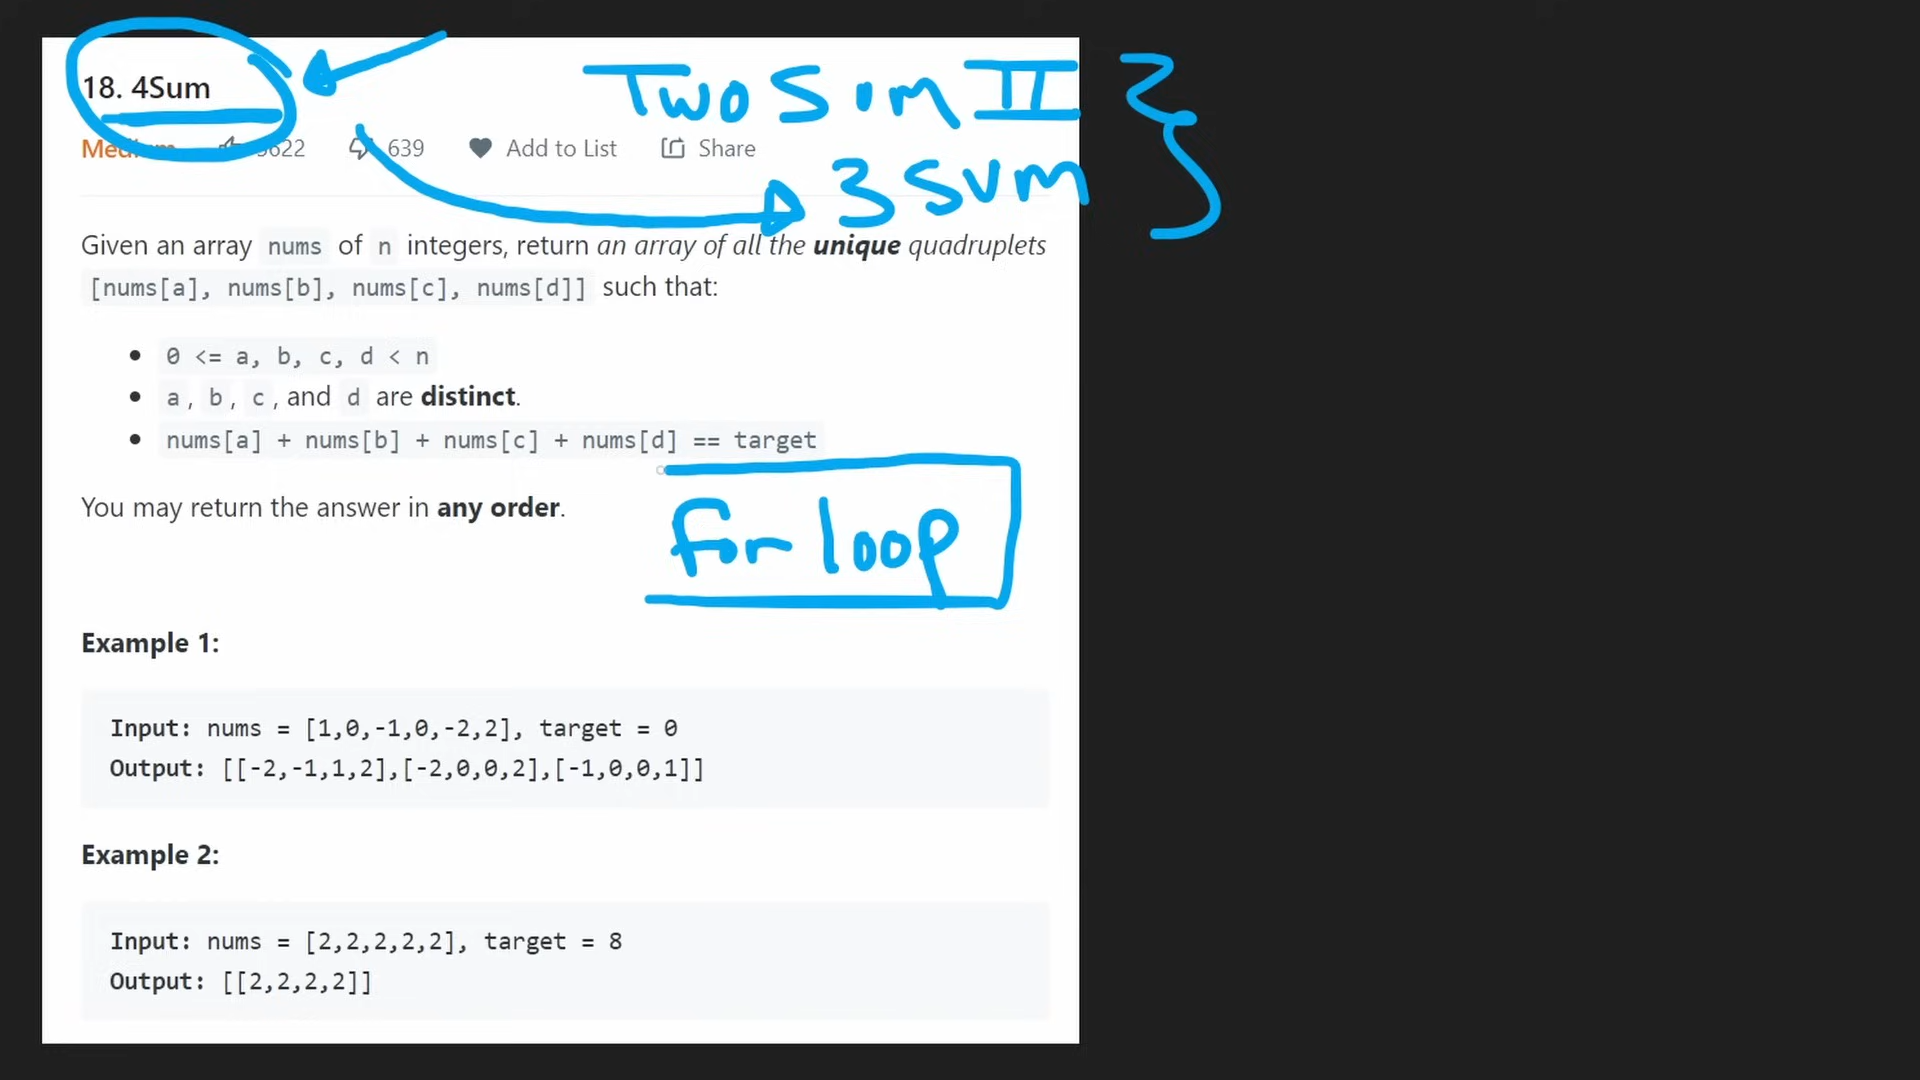 18. 4Sum
Two Sum II
Medium 639 Add to List Share
3 SUM
Given an array nums of n integers, return an array of all the unique quadruplets
[nums[a], nums[b], nums[c], nums[d]] such that:
• 0 <= a, b, c, d < n
• a, b, c, and d are distinct.
• nums[a] + nums[b] + nums[c] + nums[d] == target
You may return the answer in any order.
for loop
Example 1:
Input: nums = [1,0,-1,0,-2,2], target = 0
Output: [[-2,-1,1,2],[-2,0,0,2],[-1,0,0,1]]
Example 2:
Input: nums = [2,2,2,2,2], target = 8
Output: [[2,2,2,2]]